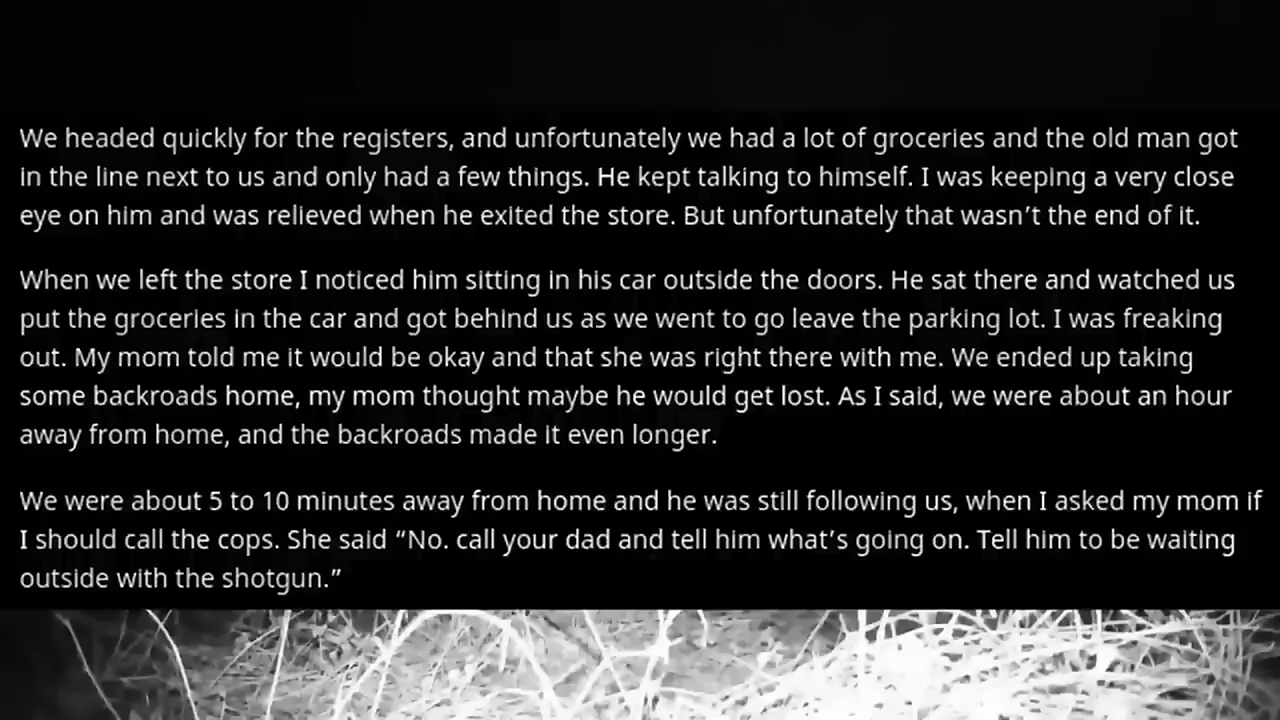 We headed quickly for the registers, and unfortunately we had a lot of groceries and the old man got
in the line next to us and only had a few things. He kept talking to himself. I was keeping a very close
eye on him and was relieved when he exited the store. But unfortunately that wasn’t the end of it.
When we left the store I noticed him sitting in his car outside the doors. He sat there and watched us
put the groceries in the car and got behind us as we went to go leave the parking lot. I was freaking
out. My mom told me it would be okay and that she was right there with me. We ended up taking
some backroads home, my mom thought maybe he would get lost. As I said, we were about an hour
away from home, and the backroads made it even longer.
We were about 5 to 10 minutes away from home and he was still following us, when I asked my mom if
I should call the cops. She said “No. call your dad and tell him what’s going on. Tell him to be waiting
outside with the shotgun.”